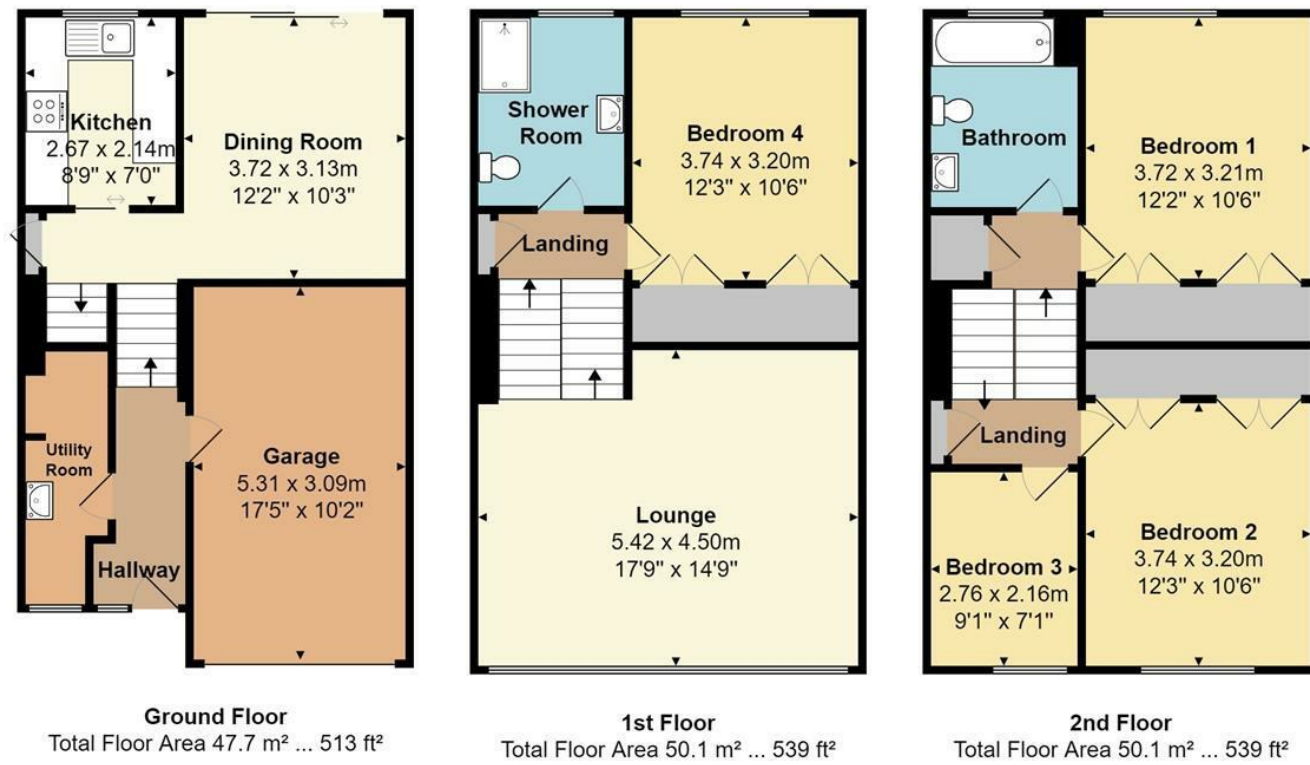 Kitchen
2.67 x 2.14m
8'9" x 7'0"
Dining Room
3.72 x 3.13m
12'2" x 10'3"
Utility
Room
Hallway
Garage
5.31 x 3.09m
17'5" x 10'2"
Ground Floor
Total Floor Area 47.7 m² ... 513 ft²
Shower
Room
Bedroom 4
3.74 x 3.20m
12'3" x 10'6"
Landing
Lounge
5.42 x 4.50m
17'9" x 14'9"
1st Floor
Total Floor Area 50.1 m² ... 539 ft²
Bathroom
Bedroom 1
3.72 x 3.21m
12'2" x 10'6"
Landing
Bedroom 3
2.76 x 2.16m
9'1" x 7'1"
Bedroom 2
3.74 x 3.20m
12'3" x 10'6"
2nd Floor
Total Floor Area 50.1 m² ... 539 ft²